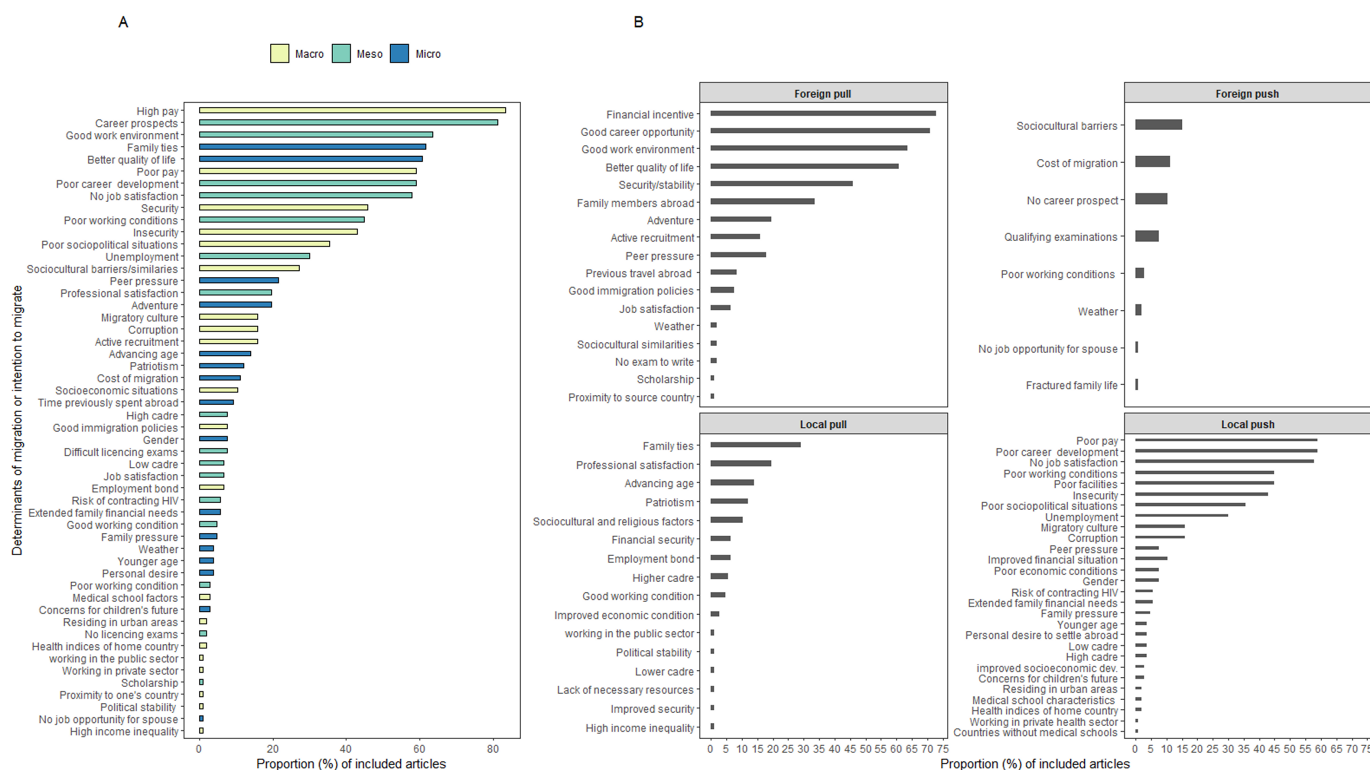 A
B
Macro Meso Micro
Determinants of migration or intention to migrate
High pay
Career prospects
Good work environment
Family ties
Better quality of life
Poor pay
Poor career development
No job satisfaction
Security
Poor working conditions
Insecurity
Poor sociopolitical situations
Unemployment
Sociocultural barriers/similaries
Peer pressure
Professional satisfaction
Adventure
Migratory culture
Corruption
Active recruitment
Advancing age
Patriotism
Cost of migration
Socioeconomic situations
Time previously spent abroad
High cadre
Good immigration policies
Gender
Difficult licencing exams
Low cadre
Job satisfaction
Employment bond
Risk of contracting HIV
Extended family financial needs
Good working condition
Family pressure
Weather
Younger age
Personal desire
Poor working condition
Medical school factors
Concerns for children's future
Residing in urban areas
No licencing exams
Health indices of home country
working in the public sector
Working in private sector
Scholarship
Proximity to one's country
Political stability
No job opportunity for spouse
High income inequality
0 20 40 60 80
Proportion (%) of included articles
Foreign pull
Financial incentive
Good career opportunity
Good work environment
Better quality of life
Security/stability
Family members abroad
Adventure
Active recruitment
Peer pressure
Previous travel abroad
Good immigration policies
Job satisfaction
Weather
Sociocultural similarities
No exam to write
Scholarship
Proximity to source country
Foreign push
Sociocultural barriers
Cost of migration
No career prospect
Qualifying examinations
Poor working conditions
Weather
No job opportunity for spouse
Fractured family life
Local pull
Family ties
Professional satisfaction
Advancing age
Patriotism
Sociocultural and religious factors
Financial security
Employment bond
Higher cadre
Good working condition
Improved economic condition
working in the public sector
Political stability
Lower cadre
Lack of necessary resources
Improved security
High income inequality
0 5 10 15 20 25 30 35 40 45 50 55 60 65 70 75
Local push
Poor pay
Poor career development
No job satisfaction
Poor working conditions
Poor facilities
Insecurity
Poor sociopolitical situations
Unemployment
Migratory culture
Corruption
Peer pressure
Improved financial situation
Poor economic conditions
Gender
Risk of contracting HIV
Extended family financial needs
Family pressure
Younger age
Personal desire to settle abroad
Low cadre
High cadre
improved socioeconomic dev.
Concerns for children's future
Residing in urban areas
Medical school characteristics
Health indices of home country
Working in private health sector
Countries without medical schools
0 5 10 15 20 25 30 35 40 45 50 55 60 65 70 75
Proportion (%) of included articles